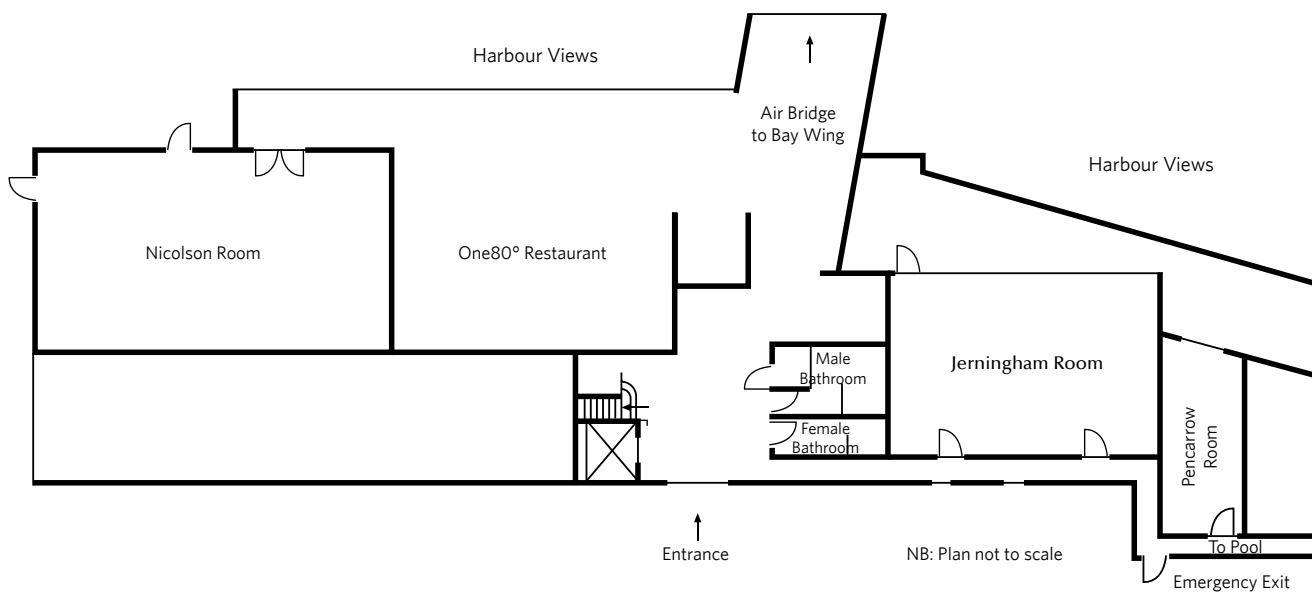 Harbour Views
Air Bridge
to Bay Wing
Harbour Views
Nicolson Room
One80° Restaurant
Male
Bathroom
Jerningham Room
Female
Bathroom
Pencarrow
Room
Entrance
NB: Plan not to scale
To Pool
Emergency Exit